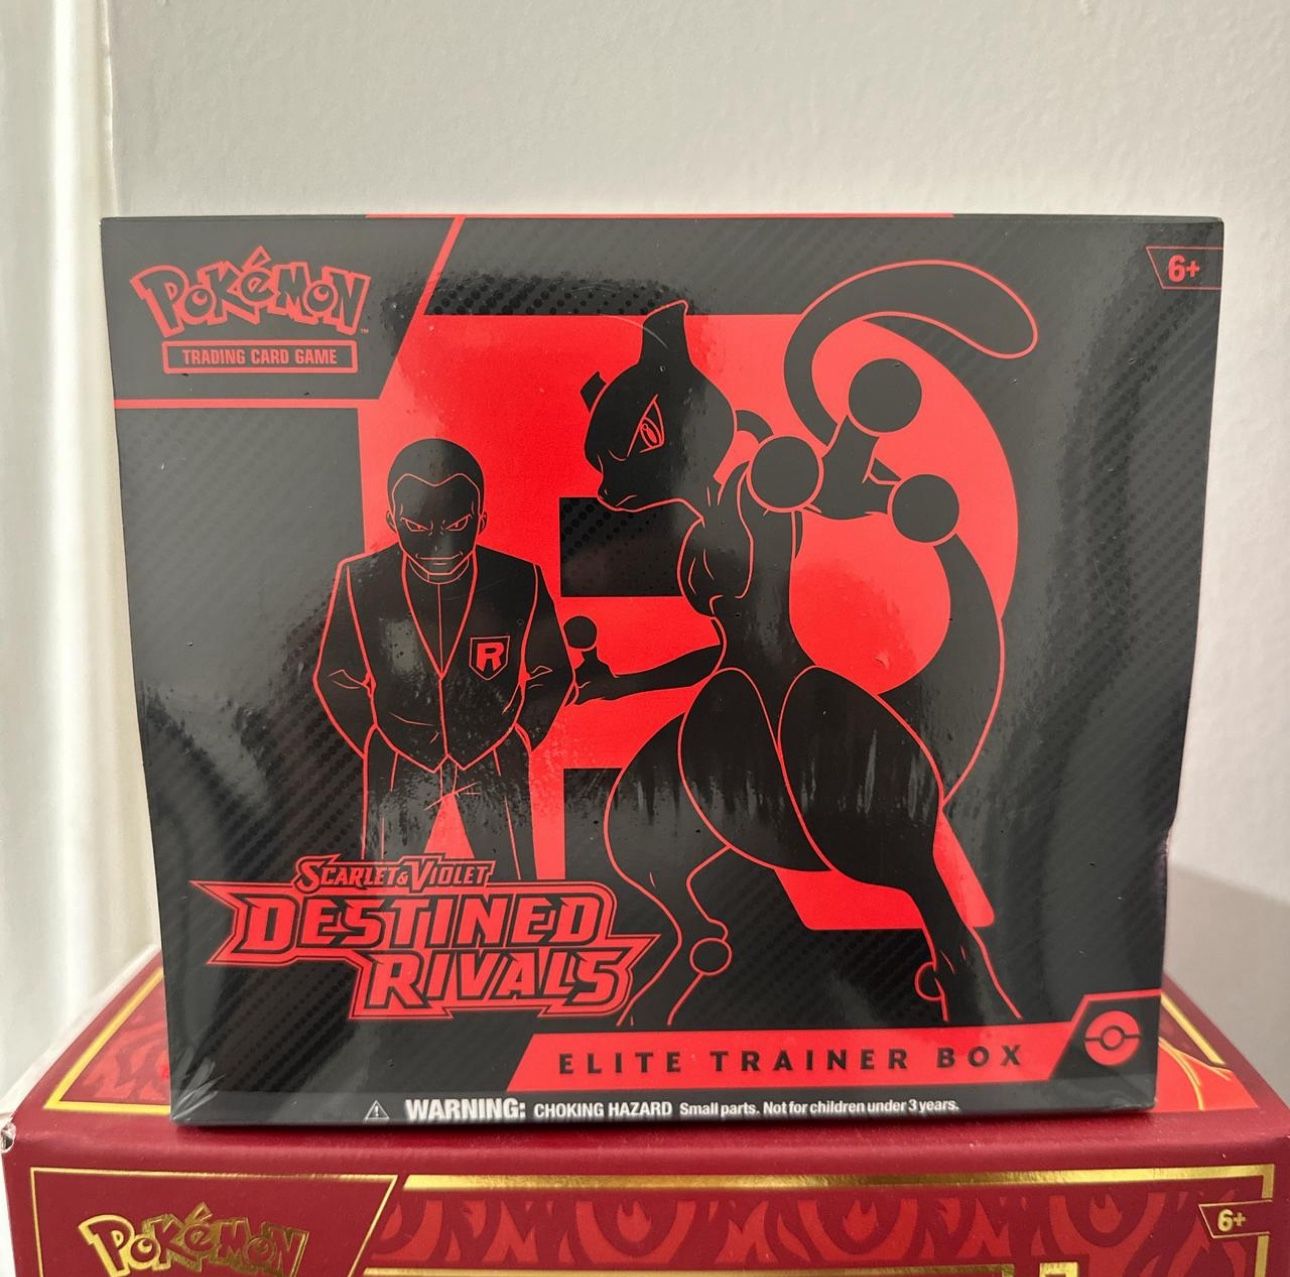 POKéMON
TRADING CARD GAME
6+
R
SCARLET & VIOLET
DESTINED
RIVALS
ELITE TRAINER BOX
WARNING: CHOKING HAZARD Small parts. Not for children under 3 years.
POKéMON
6+